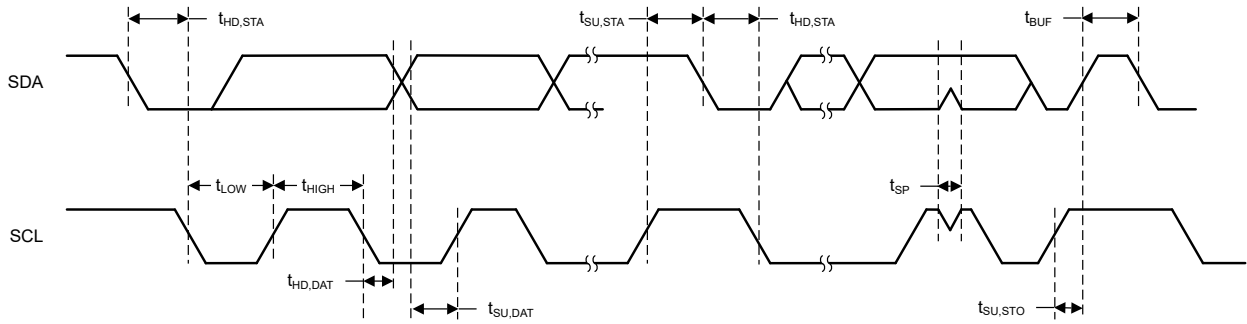 tHD,STA
tSU,STA
tHD,STA
tBUF
SDA
tLOW
tHIGH
tSP
SCL
tHD,DAT
tSU,DAT
tSU,STO